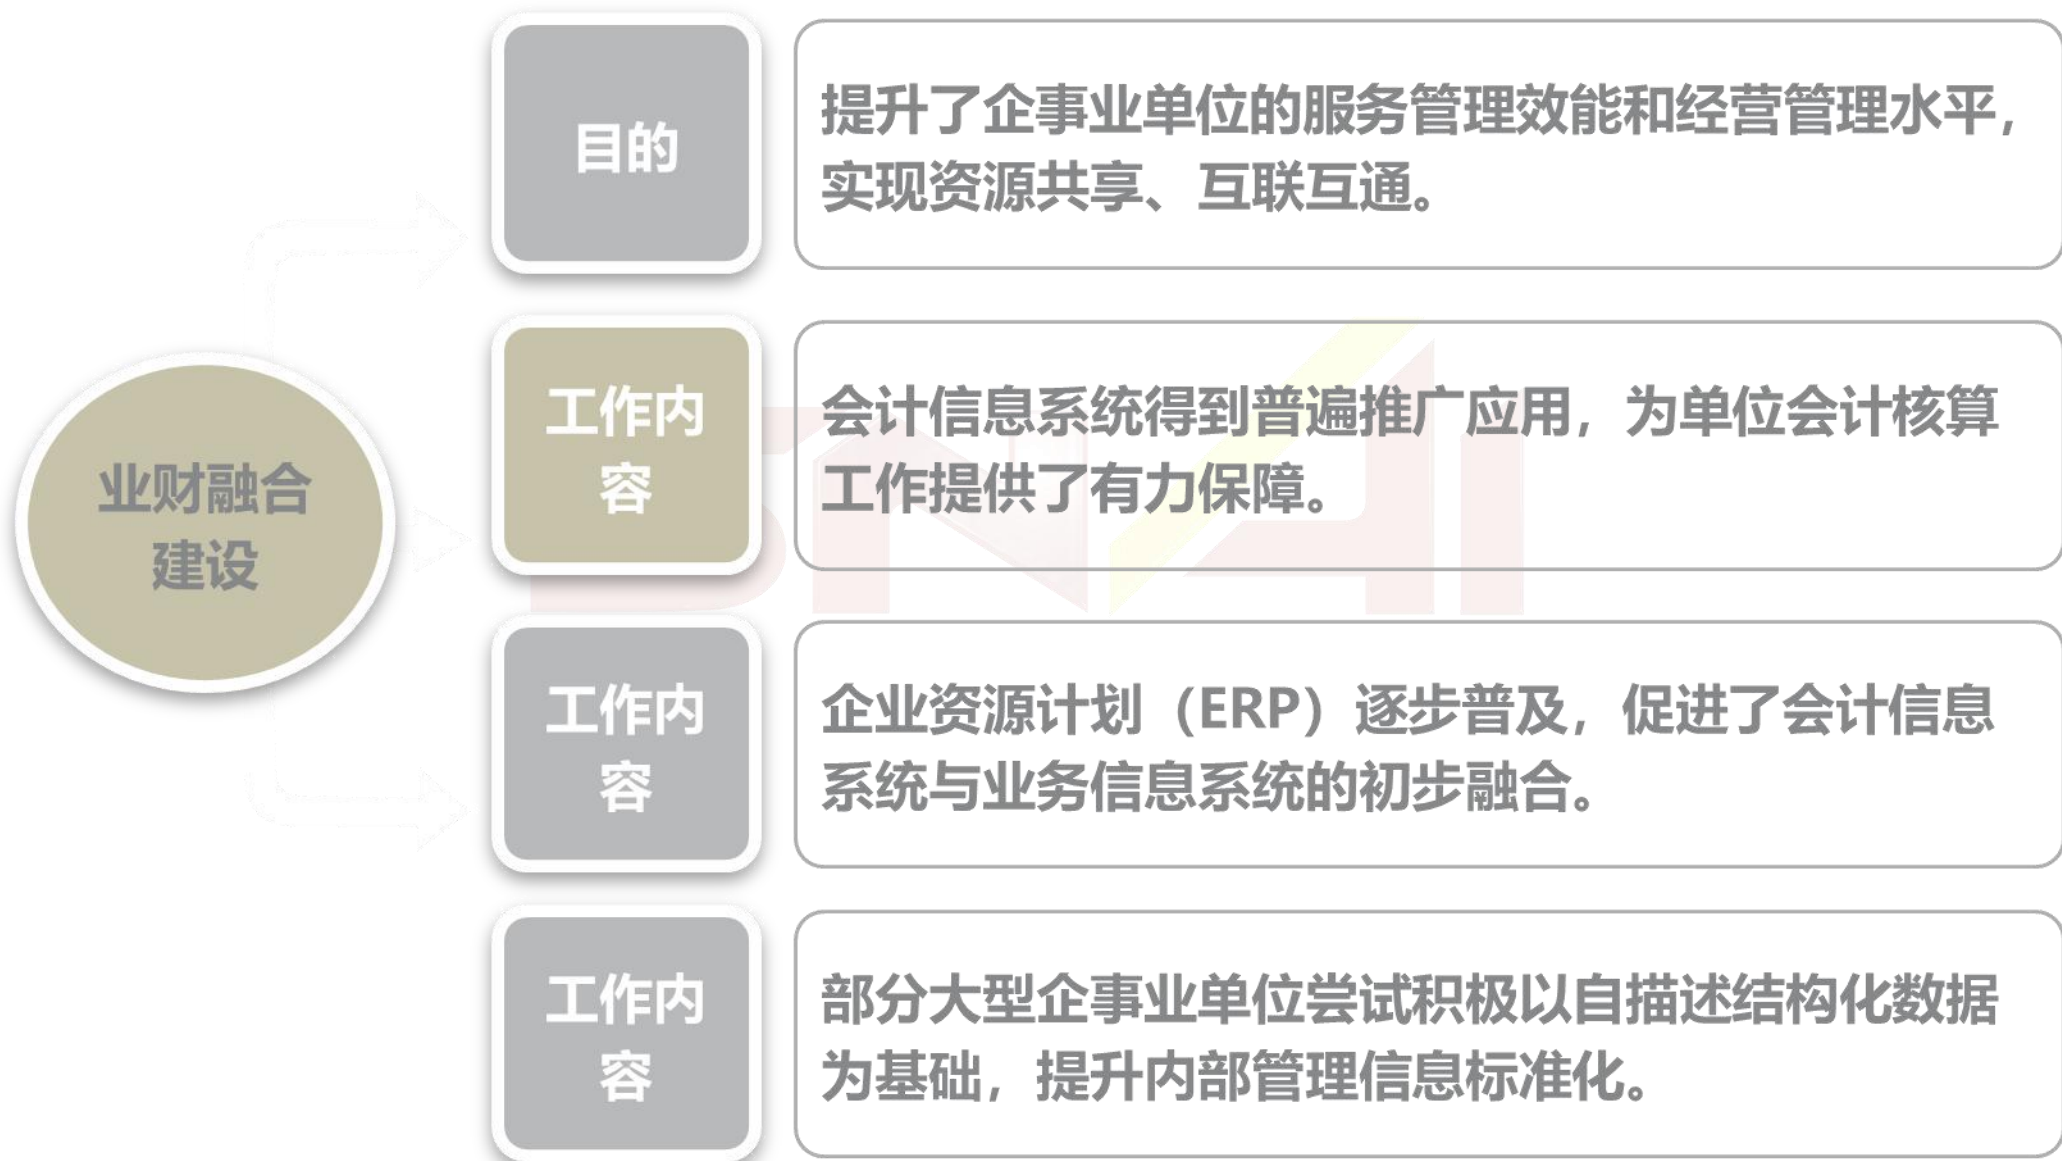 业财融合
建设
目的
提升了企事业单位的服务管理效能和经营管理水平，
实现资源共享、互联互通。
工作内
容
会计信息系统得到普遍推广应用，为单位会计核算
工作提供了有力保障。
工作内
容
企业资源计划（ERP）逐步普及，促进了会计信息
系统与业务信息系统的初步融合。
工作内
容
部分大型企事业单位尝试积极以自描述结构化数据
为基础，提升内部管理信息标准化。